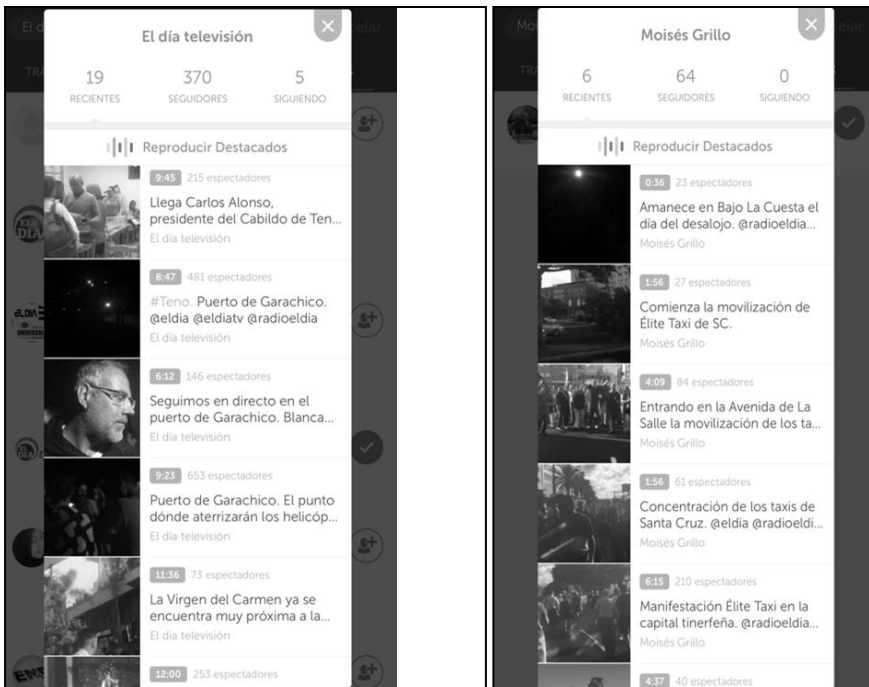 El día televisión
19 370 5
RECIENTES SEGUIDORES SIGUIENDO
Reproducir Destacados
9:45 215 espectadores
Llega Carlos Alonso,
presidente del Cabildo de Ten...
El día televisión
8:47 481 espectadores
#Teno. Puerto de Garachico.
@eldia @eldiatv @radioeldia
El día televisión
6:12 146 espectadores
Seguimos en directo en el
puerto de Garachico. Blanca...
El día televisión
9:23 653 espectadores
Puerto de Garachico. El punto
dónde aterrizarán los helicóp...
El día televisión
11:36 73 espectadores
La Virgen del Carmen ya se
encuentra muy próxima a la...
El día televisión
12:00 253 espectadores
Moisés Grillo
6 64 0
RECIENTES SEGUIDORES SIGUIENDO
Reproducir Destacados
0:36 23 espectadores
Amanece en Bajo La Cuesta el
día del desalojo. @radioeldia...
Moisés Grillo
1:56 27 espectadores
Comienza la movilización de
Élite Taxi de SC.
Moisés Grillo
4:09 84 espectadores
Entrando en la Avenida de La
Salle la movilización de los ta...
Moisés Grillo
1:56 61 espectadores
Concentración de los taxis de
Santa Cruz. @eldia @radioeldi...
Moisés Grillo
6:15 210 espectadores
Manifestación Élite Taxi en la
capital tinerfeña. @radioeldia...
Moisés Grillo
4:37 40 espectadores